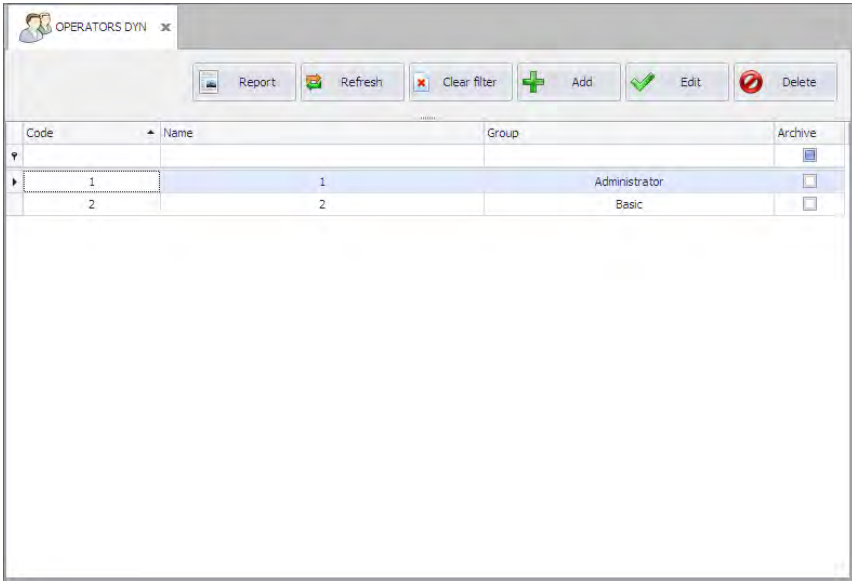 OPERATORS DYN
Report Refresh Clear filter Add Edit Delete
Code Name Group Archive
1 1 Administrator
2 2 Basic